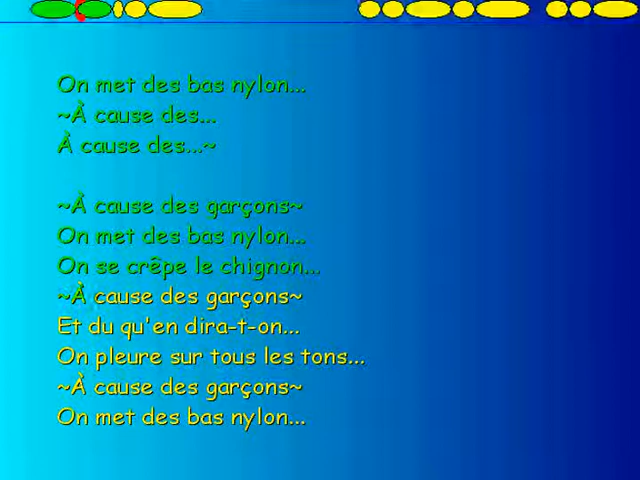 On met des bas nylon...
~À cause des...
À cause des...~
~À cause des garçons~
On met des bas nylon...
On se crêpe le chignon...
~À cause des garçons~
Et du qu'en dira-t-on...
On pleure sur tous les tons...
~À cause des garçons~
On met des bas nylon...